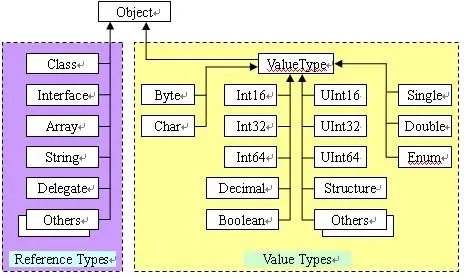 Object
Class
Interface
Array
String
Delegate
Others
Reference Types
ValueType
Byte
Char
Int16
Int32
Int64
Decimal
Boolean
UInt16
UInt32
UInt64
Structure
Others
Single
Double
Enum
Value Types